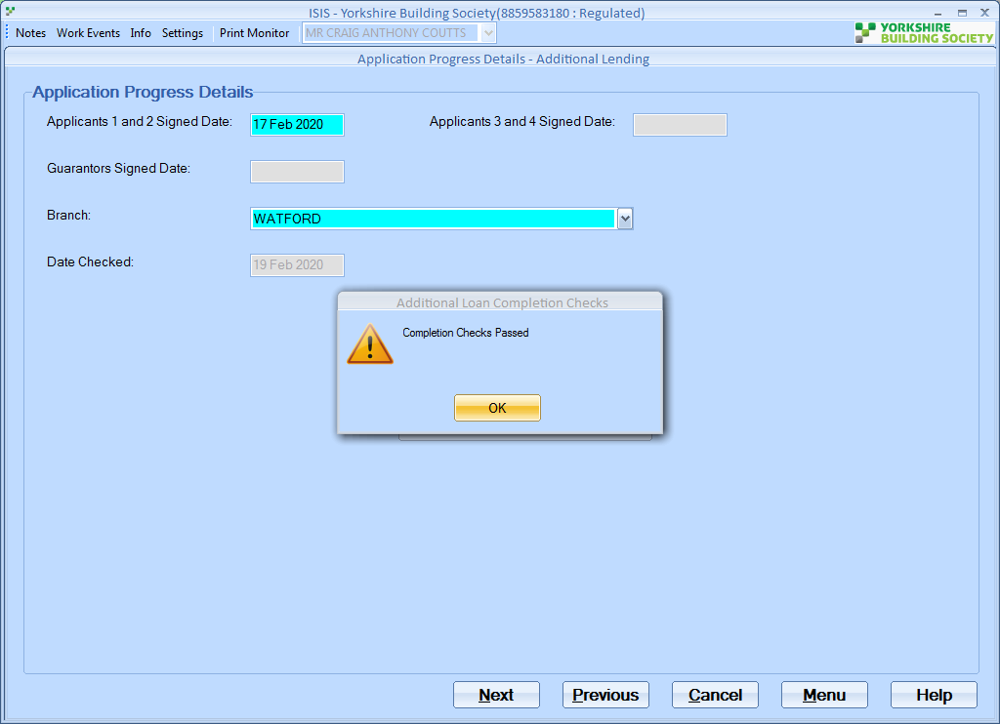 ISIS - Yorkshire Building Society(8859583180 : Regulated)
Notes Work Events Info Settings Print Monitor MR CRAIG ANTHONY COUTTS
YORKSHIRE
BUILDING SOCIETY
Application Progress Details - Additional Lending
Application Progress Details
Applicants 1 and 2 Signed Date: 17 Feb 2020 Applicants 3 and 4 Signed Date:
Guarantors Signed Date:
Branch: WATFORD
Date Checked: 19 Feb 2020
Additional Loan Completion Checks
Completion Checks Passed
OK
Next Previous Cancel Menu Help